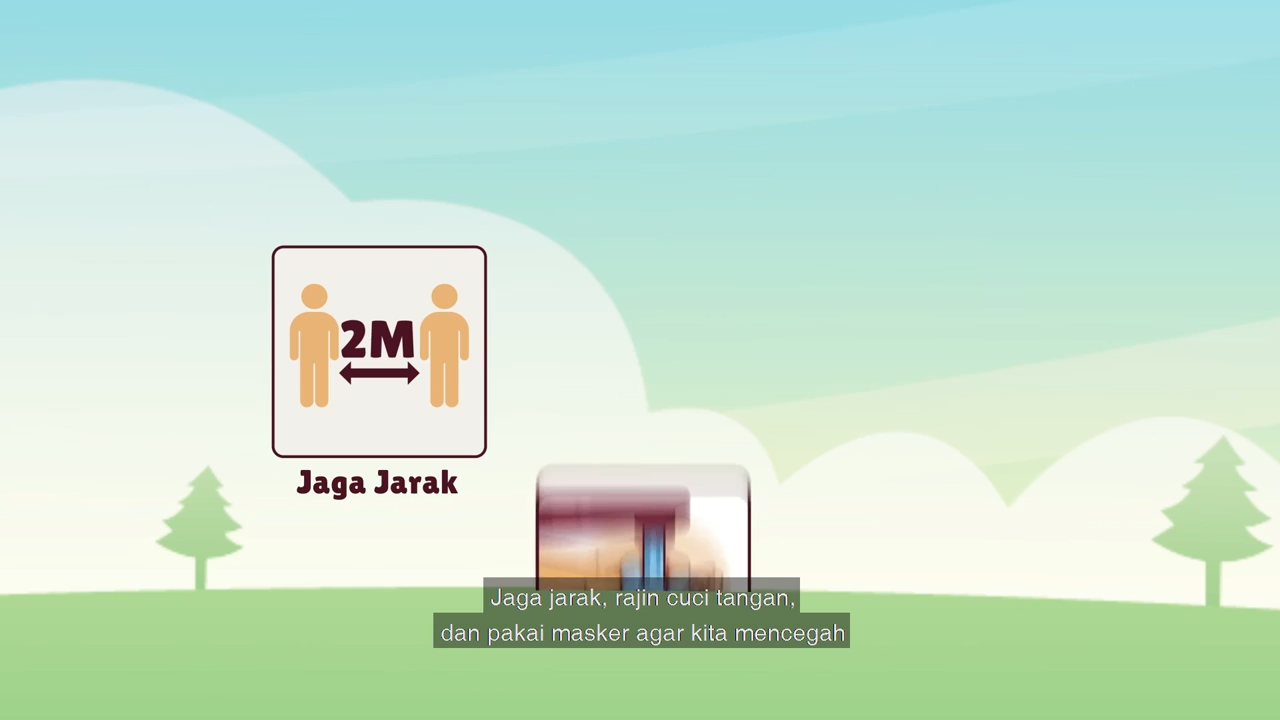 2M
Jaga Jarak
Jaga jarak, rajin cuci tangan,
dan pakai masker agar kita mencegah